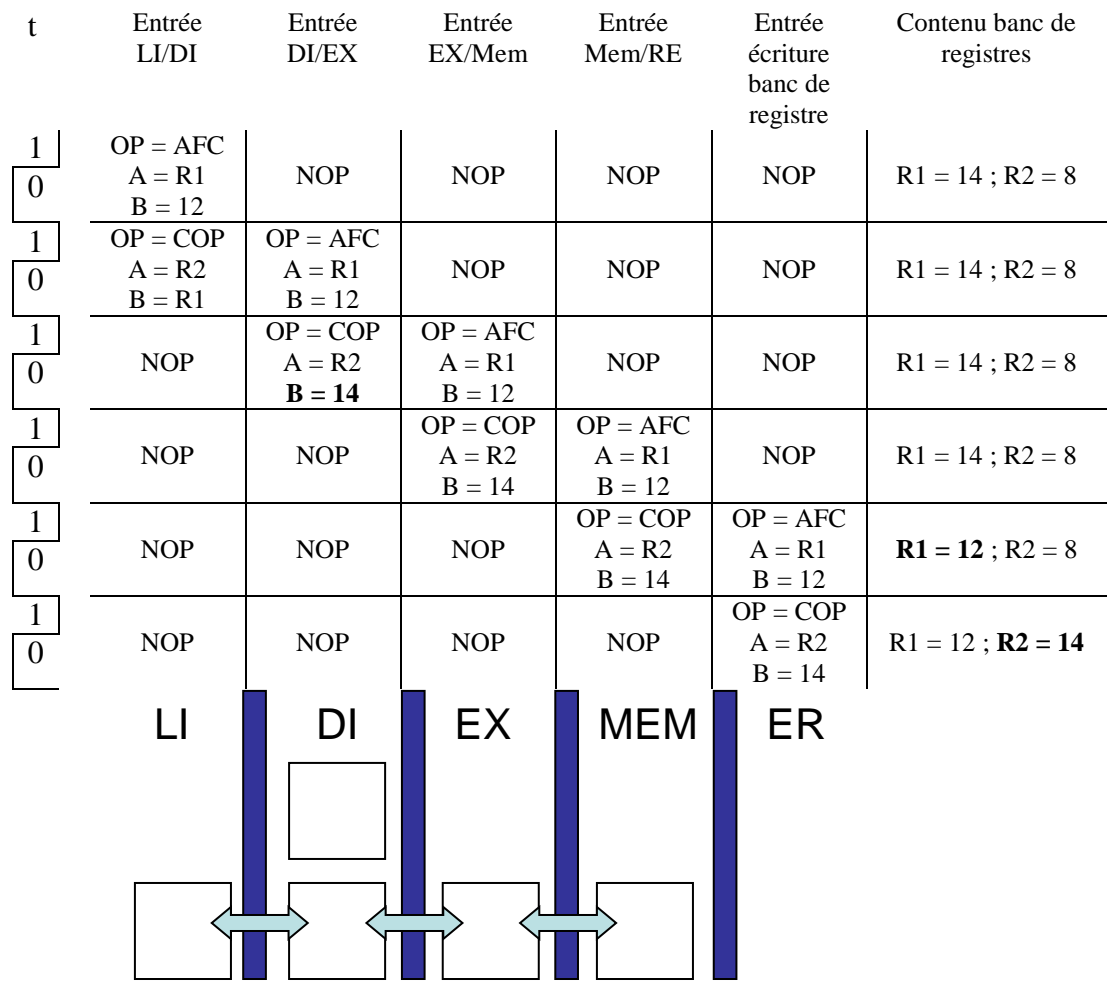 t Entrée Entrée Entrée Entrée Entrée Contenu banc de
LI/DI DI/EX EX/Mem Mem/RE écriture registres
banc de
registre
1 OP = AFC
A = R1 NOP NOP NOP NOP R1 = 14 ; R2 = 8
0 B = 12
1 OP = COP OP = AFC
A = R2 A = R1 NOP NOP NOP R1 = 14 ; R2 = 8
0 B = R1 B = 12
1 OP = COP OP = AFC
NOP A = R2 A = R1 NOP NOP R1 = 14 ; R2 = 8
0 B = 14 B = 12
1 OP = COP OP = AFC
NOP NOP A = R2 A = R1 NOP R1 = 14 ; R2 = 8
0 B = 14 B = 12
1 OP = COP OP = AFC
NOP NOP NOP A = R2 A = R1 R1 = 12 ; R2 = 8
0 B = 14 B = 12
1 OP = COP
NOP NOP NOP NOP A = R2 R1 = 12 ; R2 = 14
0 B = 14
LI DI EX MEM ER